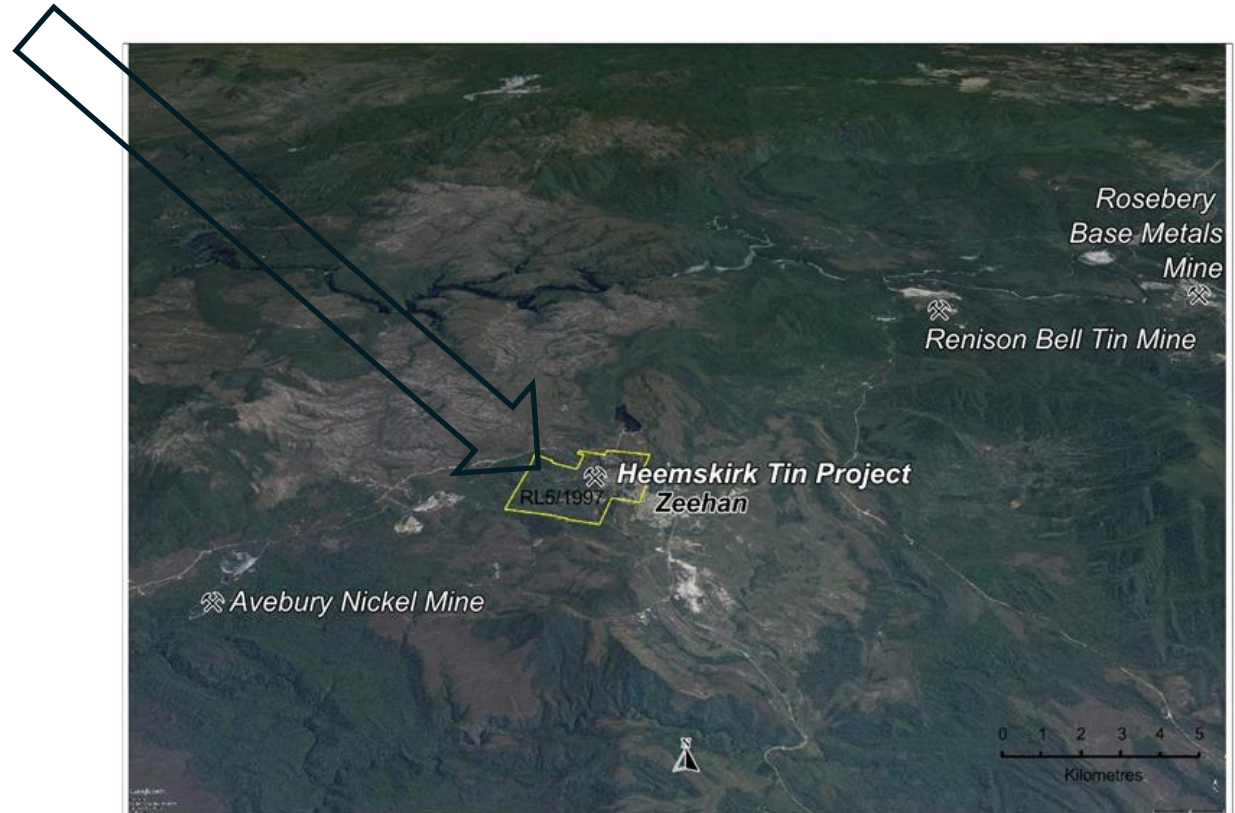 Rosebery
Base Metals
Mine
Renison Bell Tin Mine
Heemskirk Tin Project
RL5/1997
Zeehan
Avebury Nickel Mine
N
0 1 2 3 4 5
Kilometres